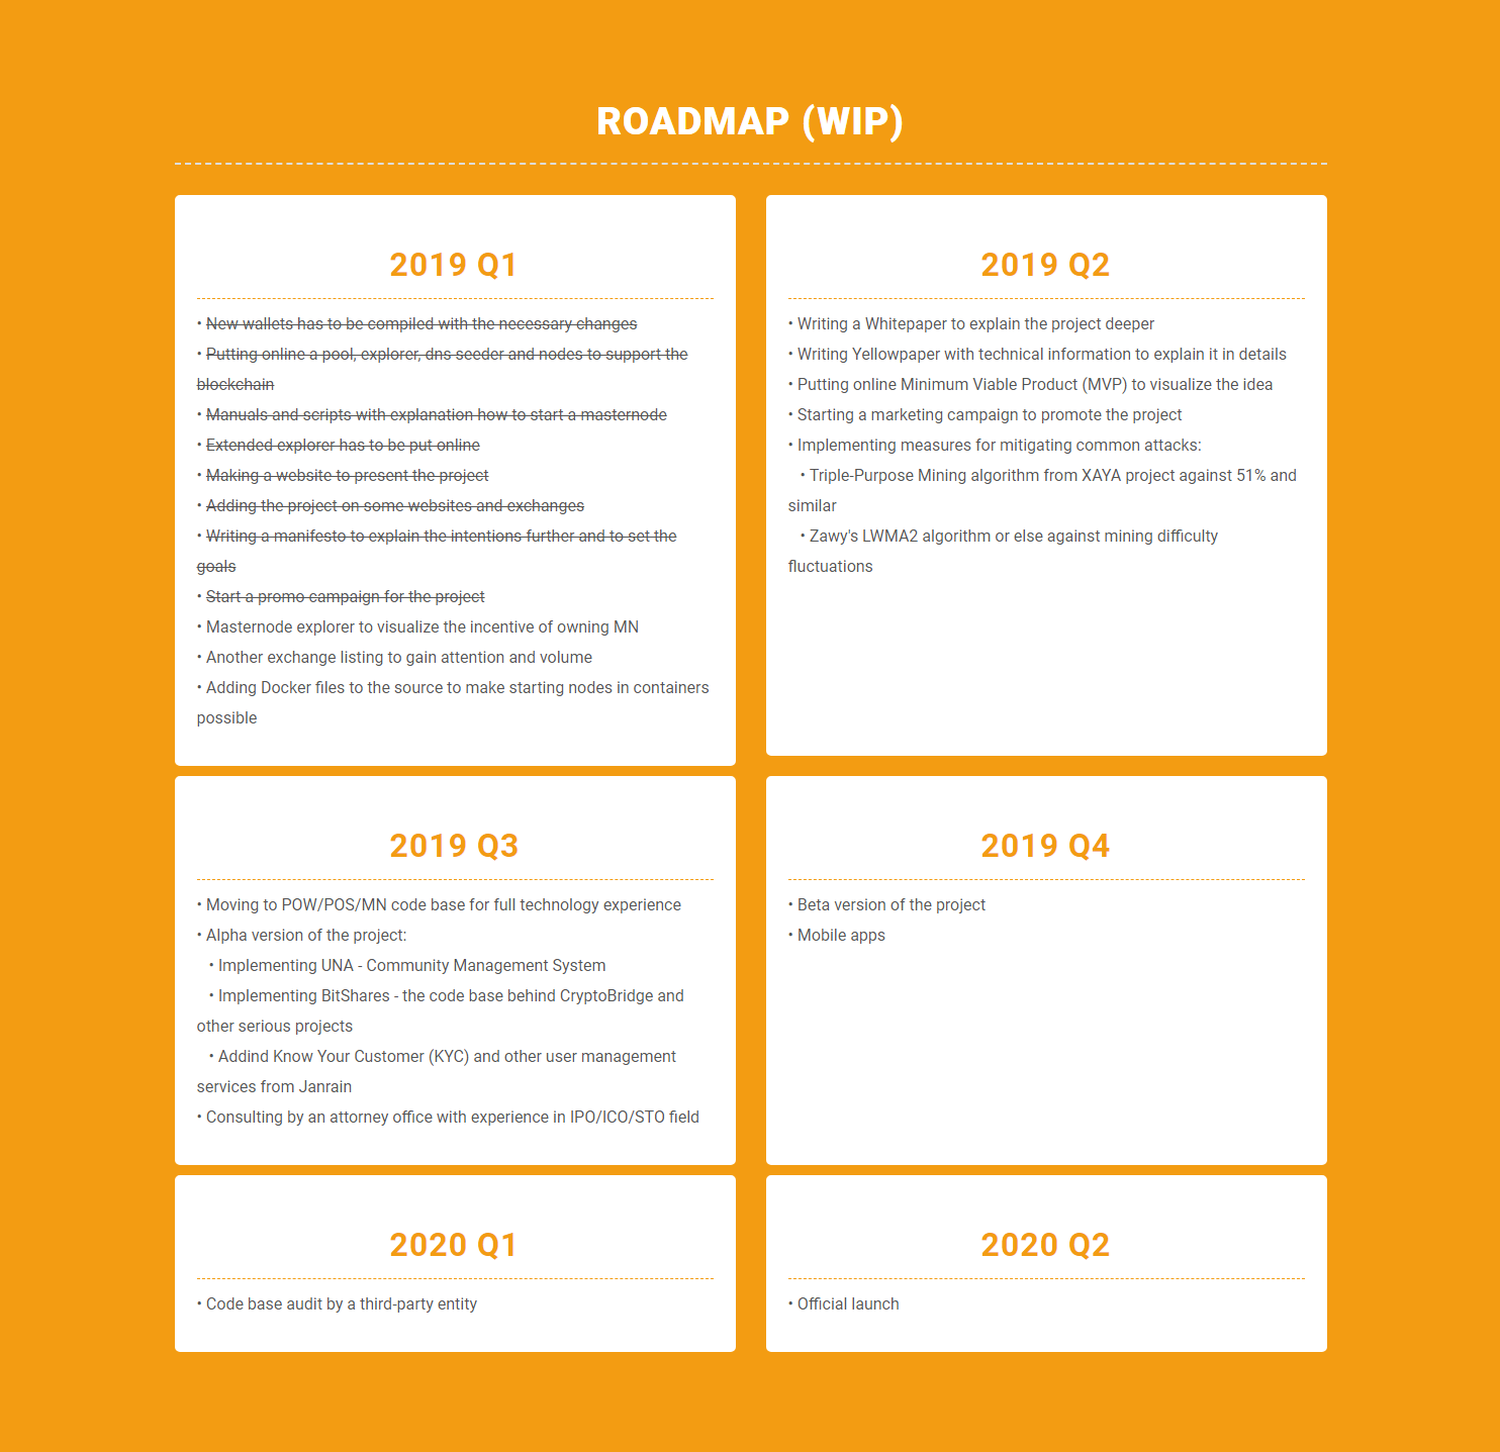 ROADMAP (WIP)
2019 Q1
• New wallets has to be compiled with the necessary changes
• Putting online a pool, explorer, dns seeder and nodes to support the
blockchain
• Manuals and scripts with explanation how to start a masternode
• Extended explorer has to be put online
• Making a website to present the project
• Adding the project on some websites and exchanges
• Writing a manifesto to explain the intentions further and to set the
goals
• Start a promo campaign for the project
• Masternode explorer to visualize the incentive of owning MN
• Another exchange listing to gain attention and volume
• Adding Docker files to the source to make starting nodes in containers
possible
2019 Q2
• Writing a Whitepaper to explain the project deeper
• Writing Yellowpaper with technical information to explain it in details
• Putting online Minimum Viable Product (MVP) to visualize the idea
• Starting a marketing campaign to promote the project
• Implementing measures for mitigating common attacks:
• Triple-Purpose Mining algorithm from XAYA project against 51% and
similar
• Zawy's LWMA2 algorithm or else against mining difficulty
fluctuations
2019 Q3
• Moving to POW/POS/MN code base for full technology experience
• Alpha version of the project:
• Implementing UNA - Community Management System
• Implementing BitShares - the code base behind CryptoBridge and
other serious projects
• Addind Know Your Customer (KYC) and other user management
services from Janrain
• Consulting by an attorney office with experience in IPO/ICO/STO field
2019 Q4
• Beta version of the project
• Mobile apps
2020 Q1
• Code base audit by a third-party entity
2020 Q2
• Official launch